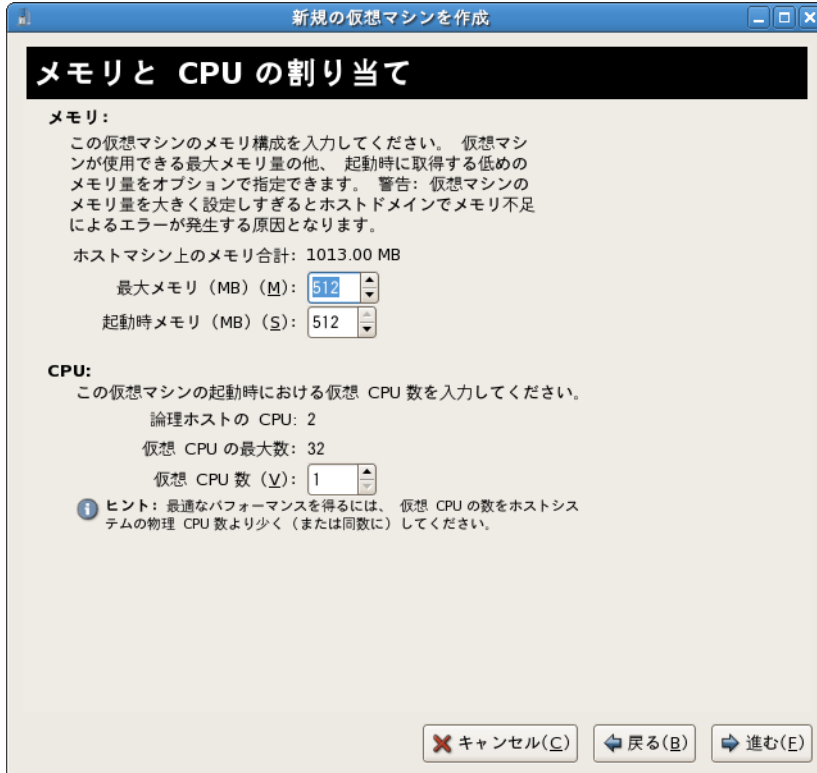 新規の仮想マシンを作成
メモリと CPU の割り当て
メモリ:
この仮想マシンのメモリ構成を入力してください。 仮想マシ
ンが使用できる最大メモリ量の他、 起動時に取得する低めの
メモリ量をオプションで指定できます。 警告: 仮想マシンの
メモリ量を大きく設定しすぎるとホストドメインでメモリ不足
によるエラーが発生する原因となります。
ホストマシン上のメモリ合計: 1013.00 MB
最大メモリ (MB) (M): 512
起動時メモリ (MB) (S): 512
CPU:
この仮想マシンの起動時における仮想 CPU 数を入力してください。
論理ホストの CPU: 2
仮想 CPU の最大数: 32
仮想 CPU 数 (V): 1
ヒント: 最適なパフォーマンスを得るには、 仮想 CPU の数をホストシス
テムの物理 CPU 数より少く(または同数に)してください。
キャンセル(C) 戻る(B) 進む(F)